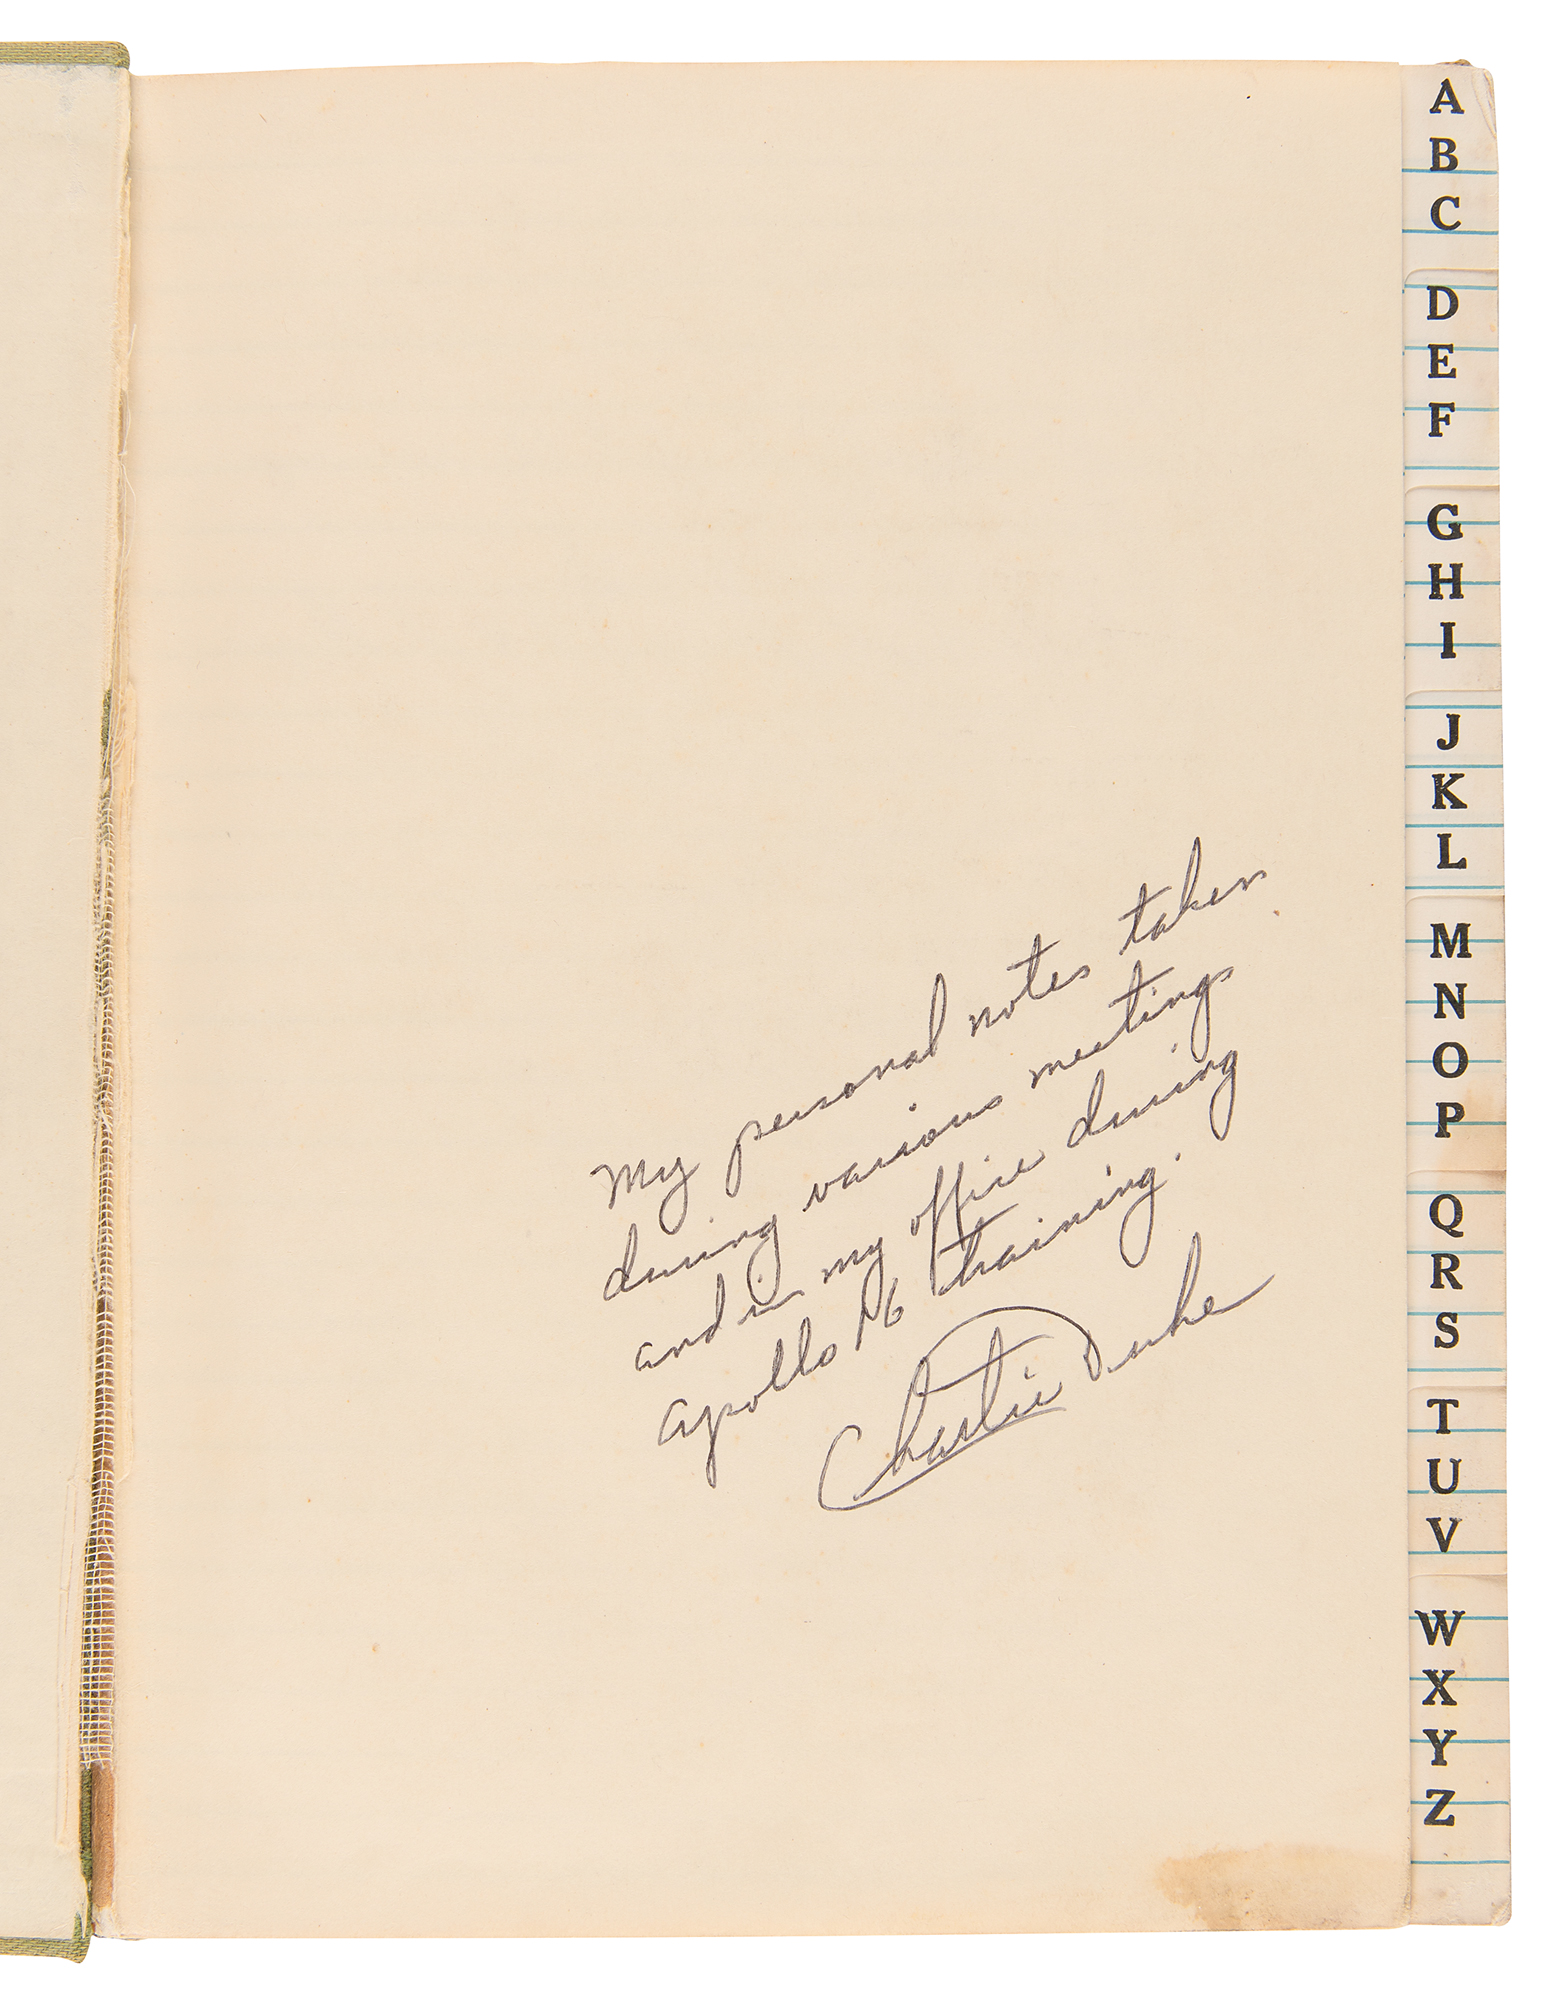 My personal notes taken
during various meetings
and in my office during
Apollo 16 training.
Charlie Duke
A
B
C
D
E
F
G
H
I
J
K
L
M
N
O
P
Q
R
S
T
U
V
W
X
Y
Z